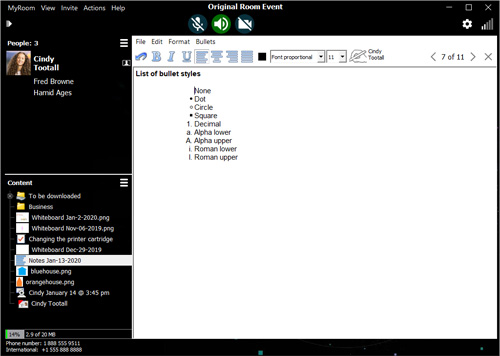 MyRoom View Invite Actions Help
Original Room Event
People: 3
Cindy
Tootall
Fred Browne
Hamid Ages
File Edit Format Bullets
B I U
Font proportional 11 Cindy Tootall 7 of 11
List of bullet styles
None
Dot
Circle
Square
1. Decimal
a. Alpha lower
A. Alpha upper
i. Roman lower
I. Roman upper
Content
To be downloaded
Business
Whiteboard Jan-2-2020.png
Whiteboard Nov-06-2019.png
Changing the printer cartridge
Whiteboard Dec-29-2019
Notes Jan-13-2020
bluehouse.png
orangehouse.png
Cindy January 14 @ 3:45 pm
Cindy Tootall
14% 2.9 of 20 MB
Phone number: 1 888 555 9511
International: +1 555 888 8888